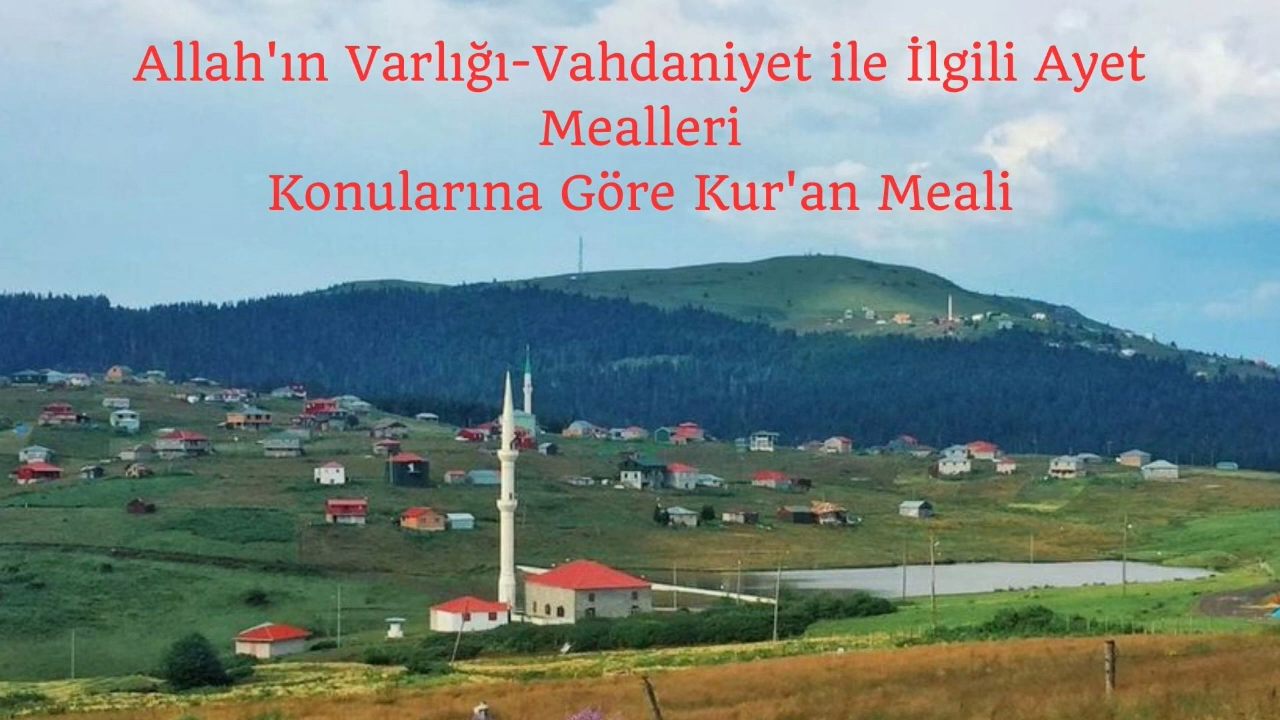 Allah'ın Varlığı-Vahdaniyet ile İlgili Ayet
Mealleri
Konularına Göre Kur'an Meali